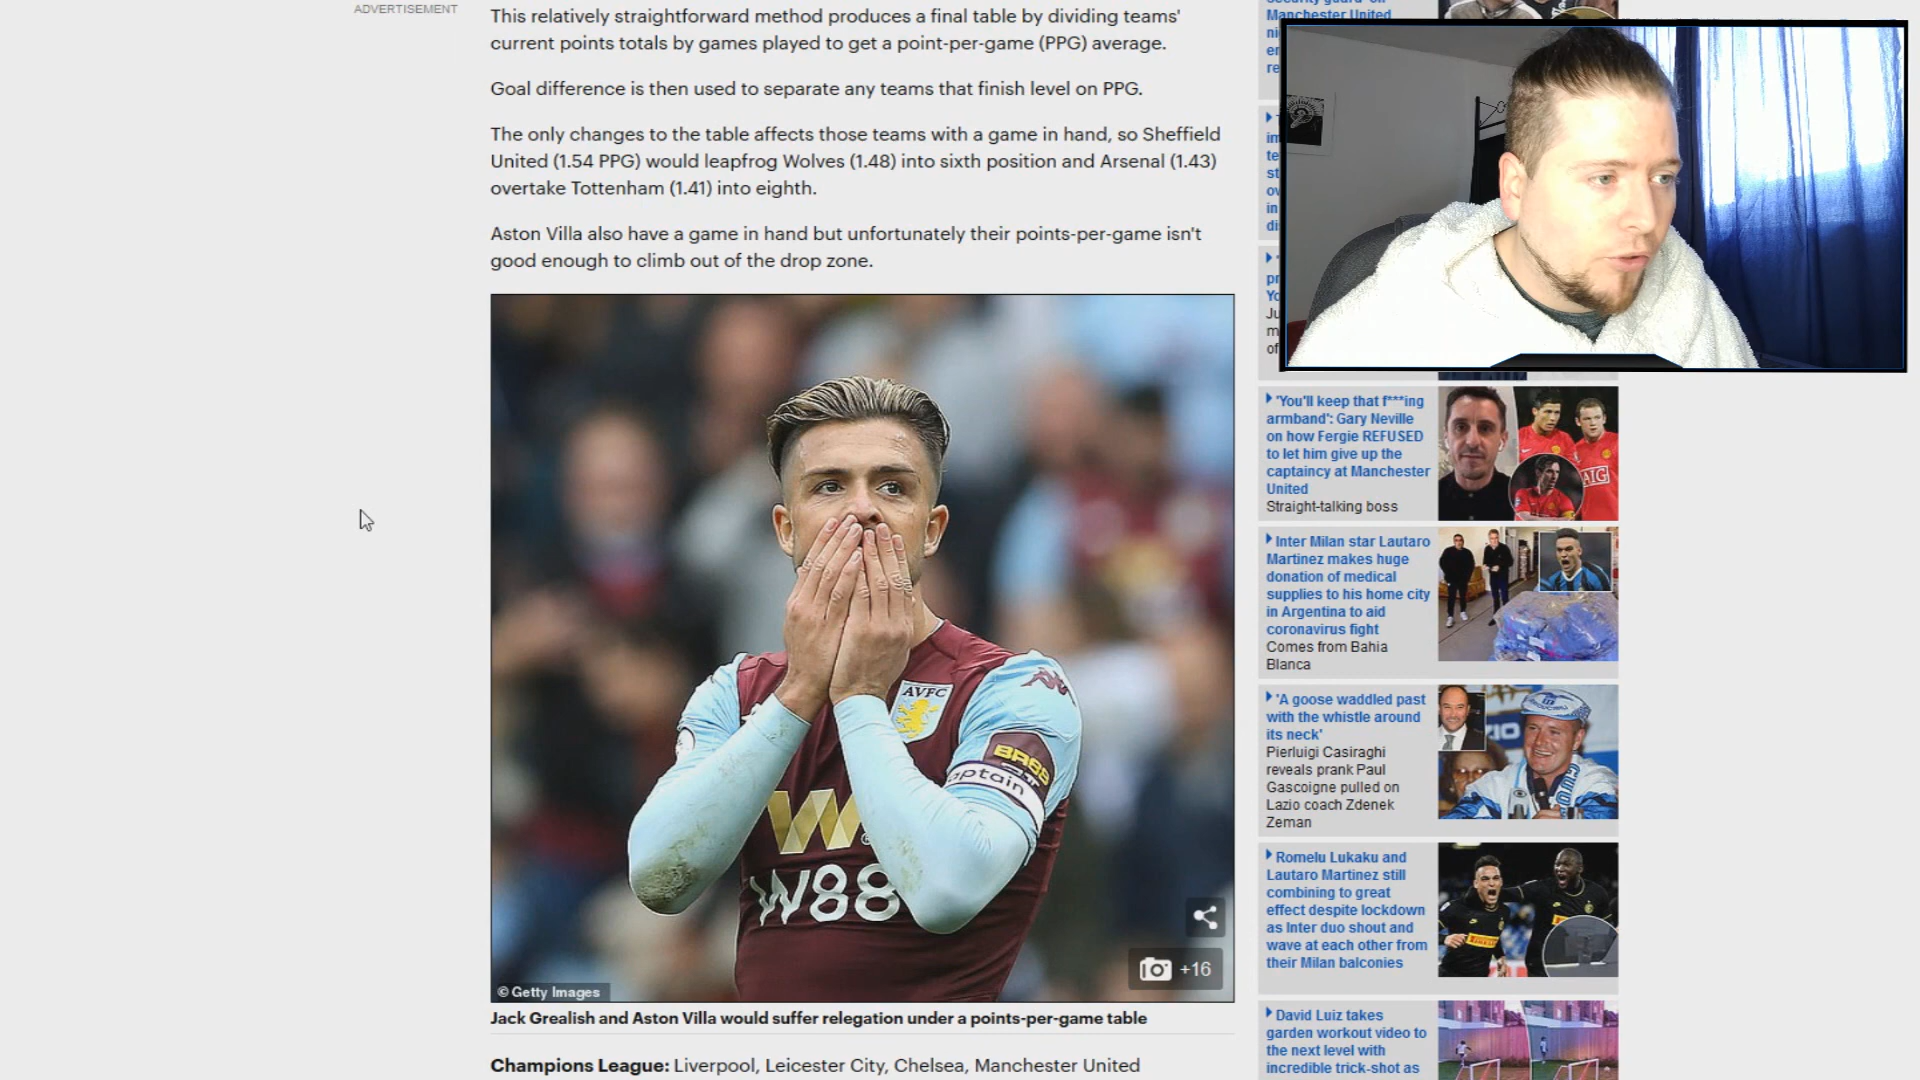 ADVERTISEMENT
This relatively straightforward method produces a final table by dividing teams'
current points totals by games played to get a point-per-game (PPG) average.
Goal difference is then used to separate any teams that finish level on PPG.
The only changes to the table affects those teams with a game in hand, so Sheffield
United (1.54 PPG) would leapfrog Wolves (1.48) into sixth position and Arsenal (1.43)
overtake Tottenham (1.41) into eighth.
Aston Villa also have a game in hand but unfortunately their points-per-game isn't
good enough to climb out of the drop zone.
AVFC
BR88
captain
W88
+16
© Getty Images
Jack Grealish and Aston Villa would suffer relegation under a points-per-game table
Champions League: Liverpool, Leicester City, Chelsea, Manchester United
Manchester United
'You'll keep that f***ing
armband': Gary Neville
on how Fergie REFUSED
to let him give up the
captaincy at Manchester
United
Straight-talking boss
AIG
Inter Milan star Lautaro
Martinez makes huge
donation of medical
supplies to his home city
in Argentina to aid
coronavirus fight
Comes from Bahia
Blanca
'A goose waddled past
with the whistle around
its neck'
Pierluigi Casiraghi
reveals prank Paul
Gascoigne pulled on
Lazio coach Zdenek
Zeman
Romelu Lukaku and
Lautaro Martinez still
combining to great
effect despite lockdown
as Inter duo shout and
wave at each other from
their Milan balconies
David Luiz takes
garden workout video to
the next level with
incredible trick-shot as